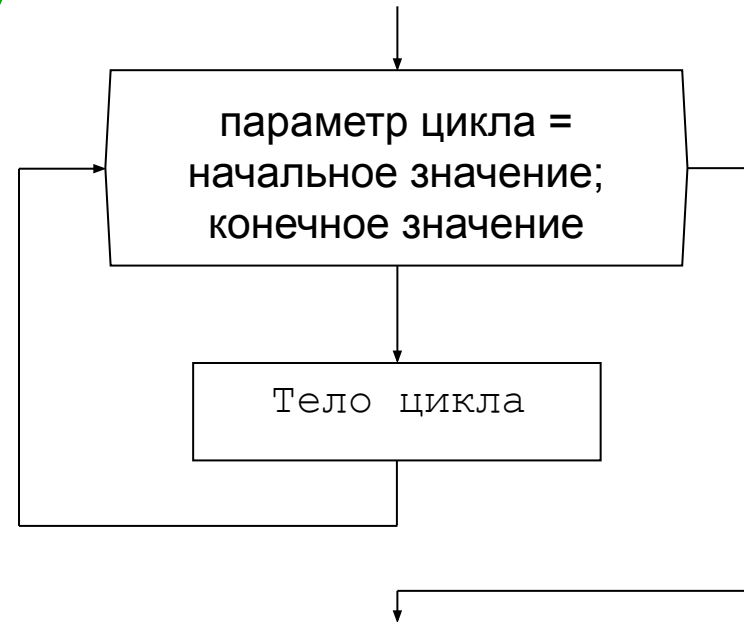 параметр цикла =
начальное значение;
конечное значение
Тело цикла